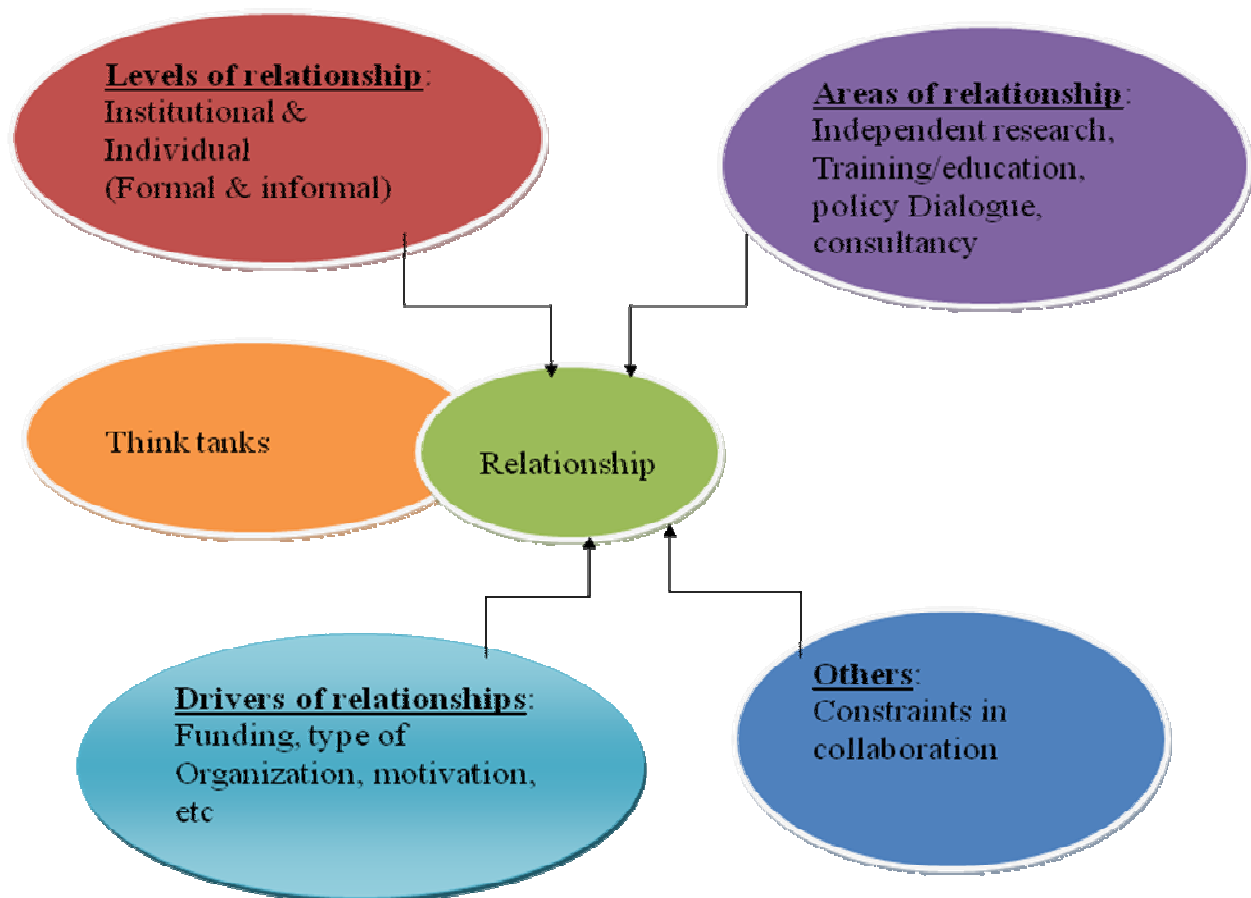 Levels of relationship:
Institutional &
Individual
(Formal & informal)
Areas of relationship:
Independent research,
Training/education,
policy Dialogue,
consultancy
Think tanks
Relationship
Drivers of relationships:
Funding, type of
Organization, motivation,
etc
Others:
Constraints in
collaboration